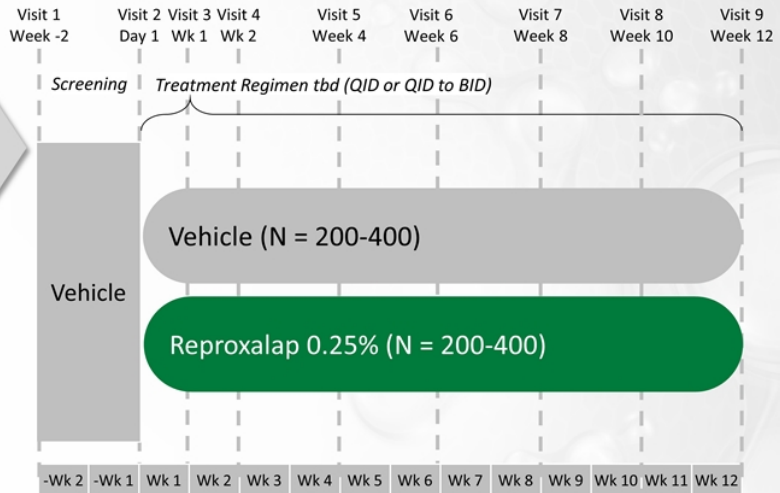 Visit 1 Visit 2 Visit 3 Visit 4 Visit 5 Visit 6 Visit 7 Visit 8 Visit 9
Week -2 Day 1 Wk 1 Wk 2 Week 4 Week 6 Week 8 Week 10 Week 12
Screening Treatment Regimen tbd (QID or QID to BID)
Vehicle (N = 200-400)
Vehicle
Reproxalap 0.25% (N = 200-400)
-Wk 2 -Wk 1 Wk 1 Wk 2 Wk 3 Wk 4 Wk 5 Wk 6 Wk 7 Wk 8 Wk 9 Wk 10 Wk 11 Wk 12